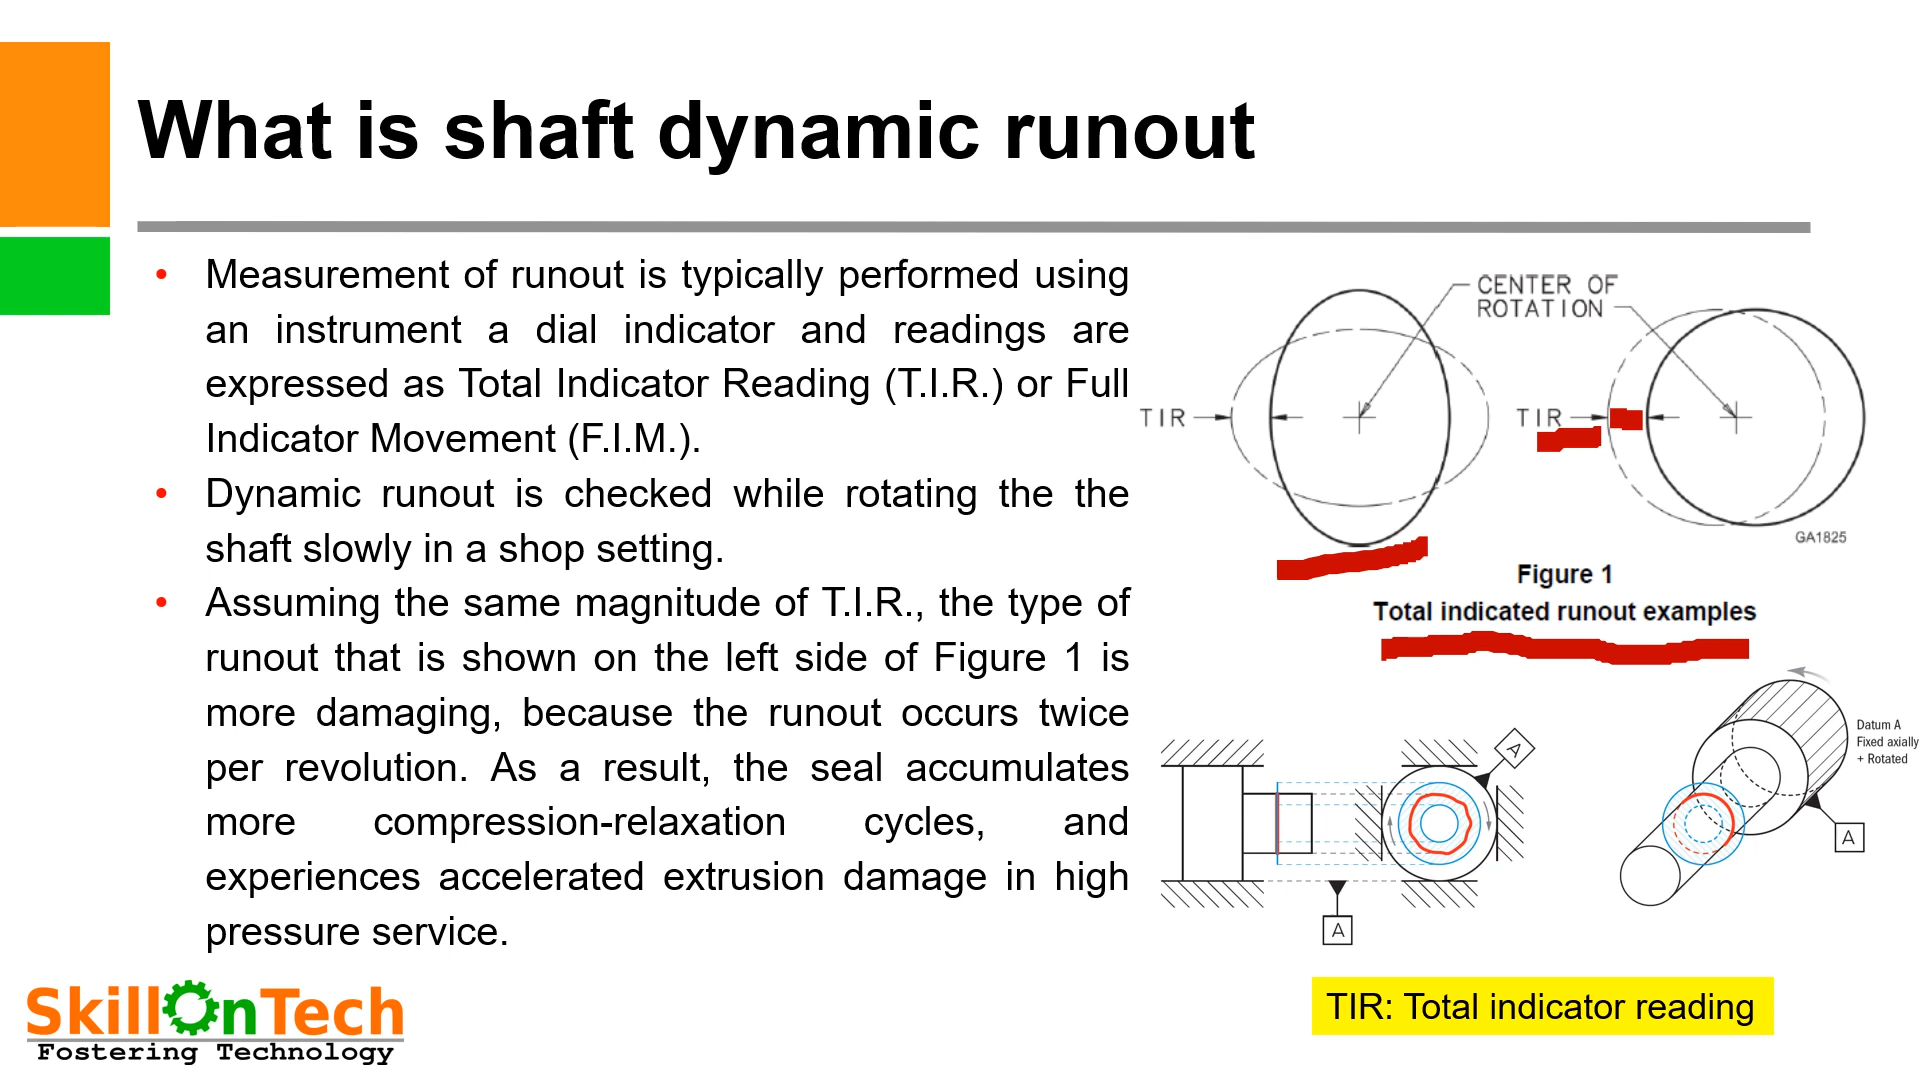 What is shaft dynamic runout
• Measurement of runout is typically performed using
an instrument a dial indicator and readings are
expressed as Total Indicator Reading (T.I.R.) or Full
Indicator Movement (F.I.M.).
• Dynamic runout is checked while rotating the the
shaft slowly in a shop setting.
• Assuming the same magnitude of T.I.R., the type of
runout that is shown on the left side of Figure 1 is
more damaging, because the runout occurs twice
per revolution. As a result, the seal accumulates
more compression-relaxation cycles, and
experiences accelerated extrusion damage in high
pressure service.
CENTER OF
ROTATION
TIR
TIR
GA1825
Figure 1
Total indicated runout examples
A
Datum A
Fixed axially
+ Rotated
A
A
TIR: Total indicator reading
SkillOnTech
Fostering Technology